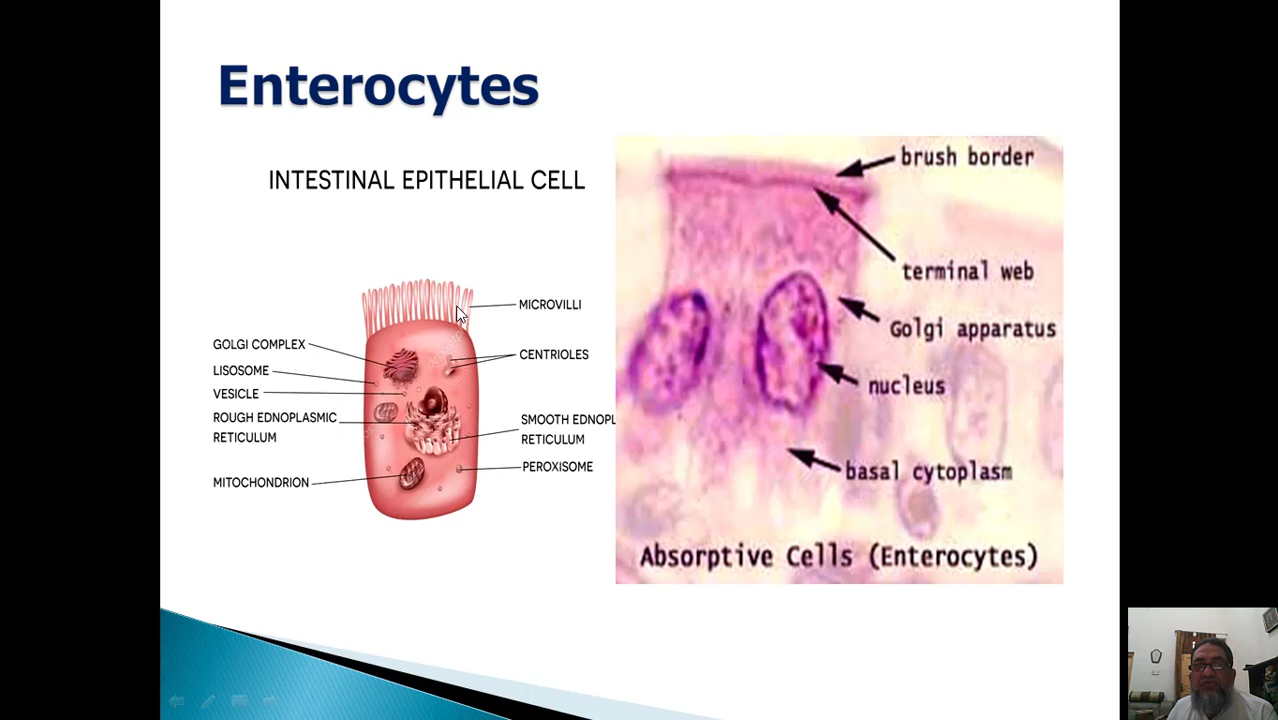 Enterocytes
INTESTINAL EPITHELIAL CELL
MICROVILLI
GOLGI COMPLEX
CENTRIOLES
LISOSOME
VESICLE
ROUGH EDNOPLASMIC
RETICULUM
SMOOTH EDNOPL
RETICULUM
PEROXISOME
MITOCHONDRION
brush border
terminal web
Golgi apparatus
nucleus
basal cytoplasm
Absorptive Cells (Enterocytes)